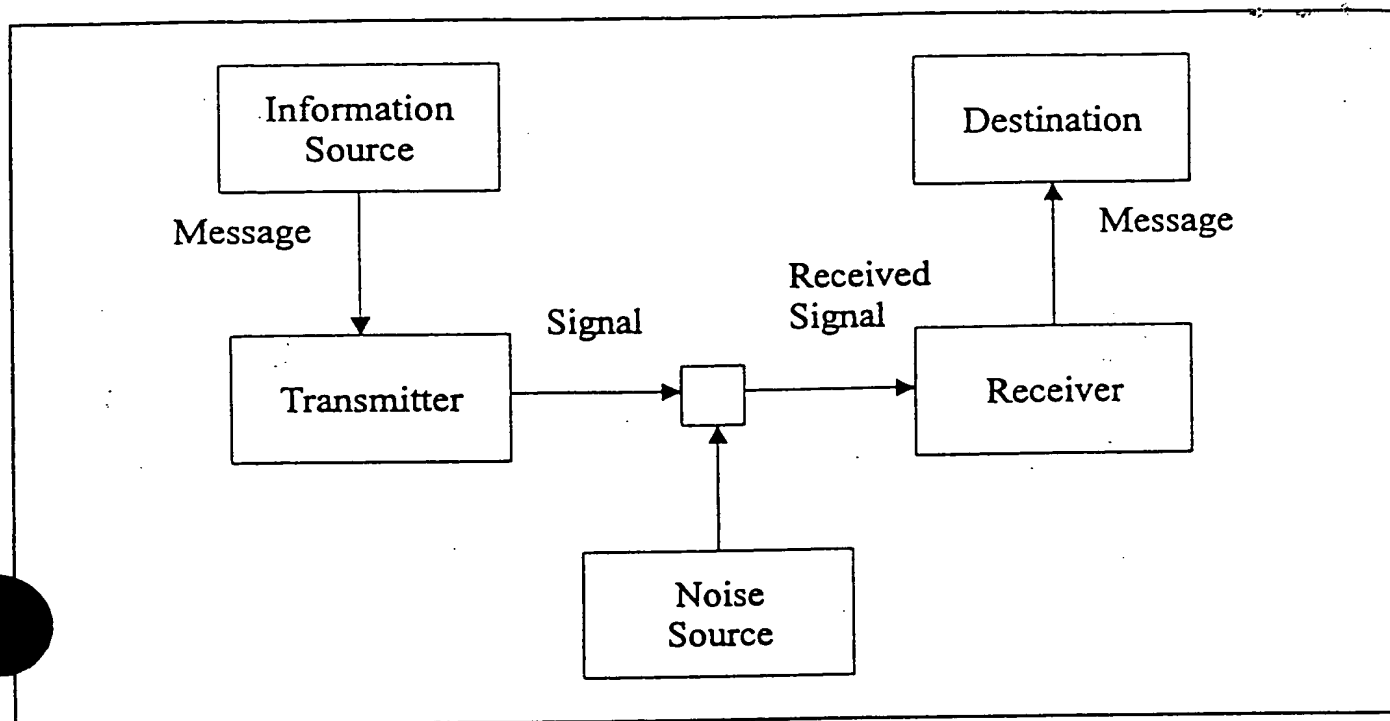 Information
Source
Destination
Message
Message
Received
Signal
Signal
Transmitter
Receiver
Noise
Source